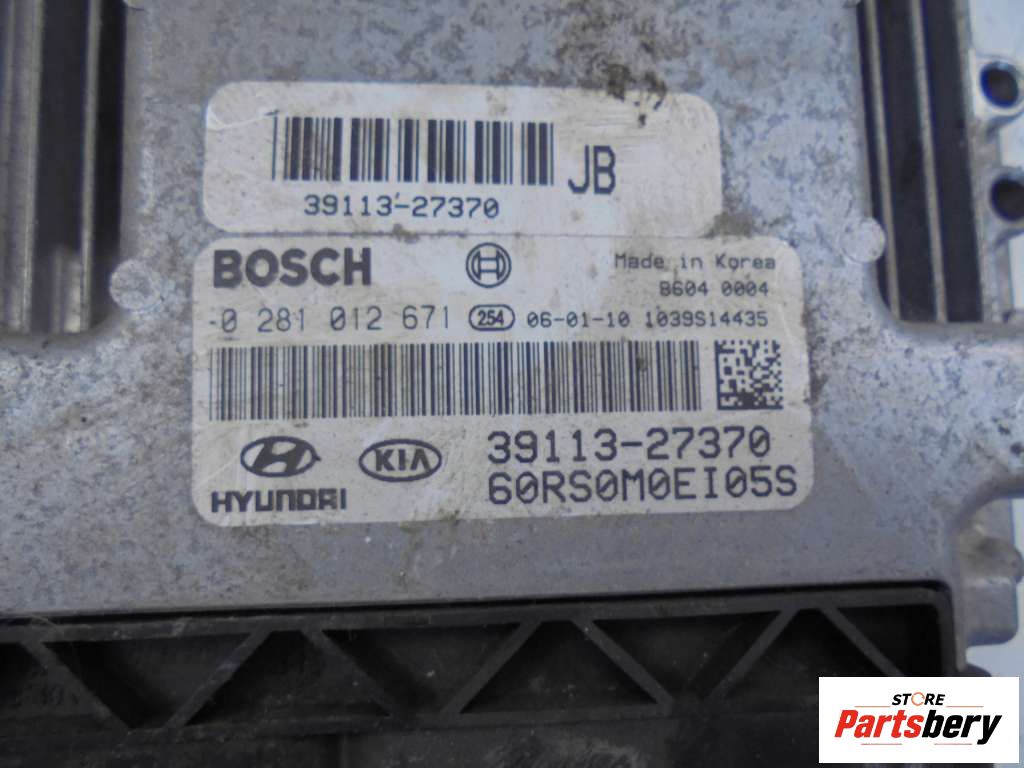 JB
39113-27370
BOSCH
Made in Korea
8604 0004
0 281 012 671 254 06-01-10 1039S14435
39113-27370
HYUNDAI KIA 60RS0M0EI05S
STORE
Partsbery